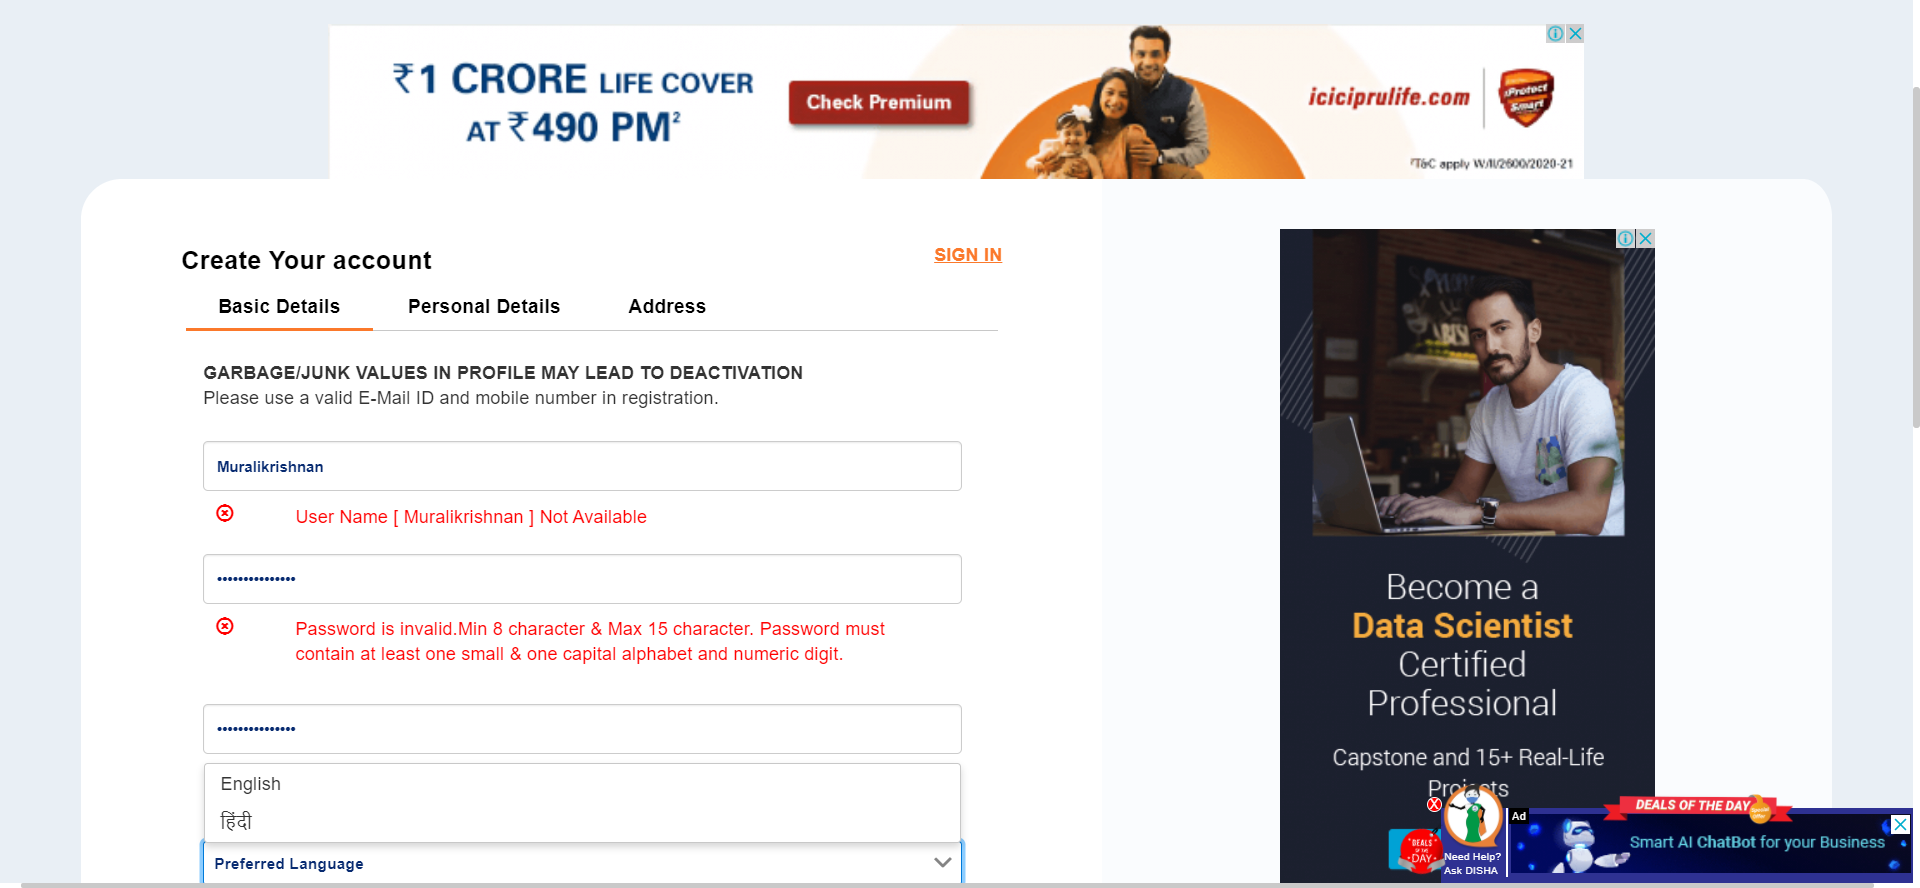 ₹1 CRORE LIFE COVER
AT ₹490 PM²
Check Premium
iciciprulife.com
iProtect
Smart
²T&C apply W/II/2600/2020-21
Create Your account
SIGN IN
Basic Details
Personal Details
Address
GARBAGE/JUNK VALUES IN PROFILE MAY LEAD TO DEACTIVATION
Please use a valid E-Mail ID and mobile number in registration.
Muralikrishnan
User Name [ Muralikrishnan ] Not Available
•••••••••••••••
Password is invalid.Min 8 character & Max 15 character. Password must
contain at least one small & one capital alphabet and numeric digit.
•••••••••••••••
English
हिंदी
Preferred Language
Become a
Data Scientist
Certified
Professional
Capstone and 15+ Real-Life
DEALS
OF THE
DAY
Need Help?
Ask DISHA
Ad
DEALS OF THE DAY
Smart AI ChatBot for your Business